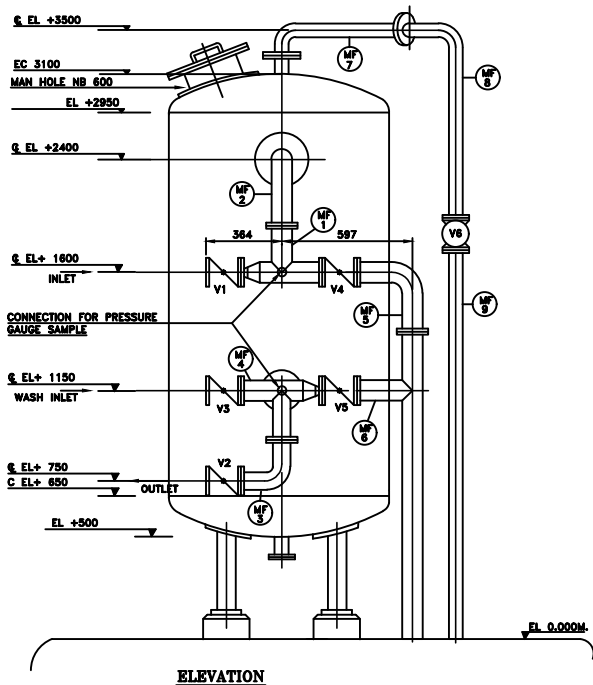 ℄ EL +3500
MF 7
EC 3100
MAN HOLE NB 600
MF 8
EL +2950
℄ EL +2400
MF 2
MF 1
V6
364
597
℄ EL+ 1600
INLET
V1
V4
MF 9
MF 5
CONNECTION FOR PRESSURE
GAUGE SAMPLE
MF 4
℄ EL+ 1150
WASH INLET
V3
V5
MF 6
V2
℄ EL+ 750
C EL+ 650
OUTLET
MF 3
EL +500
EL 0.000M.
ELEVATION